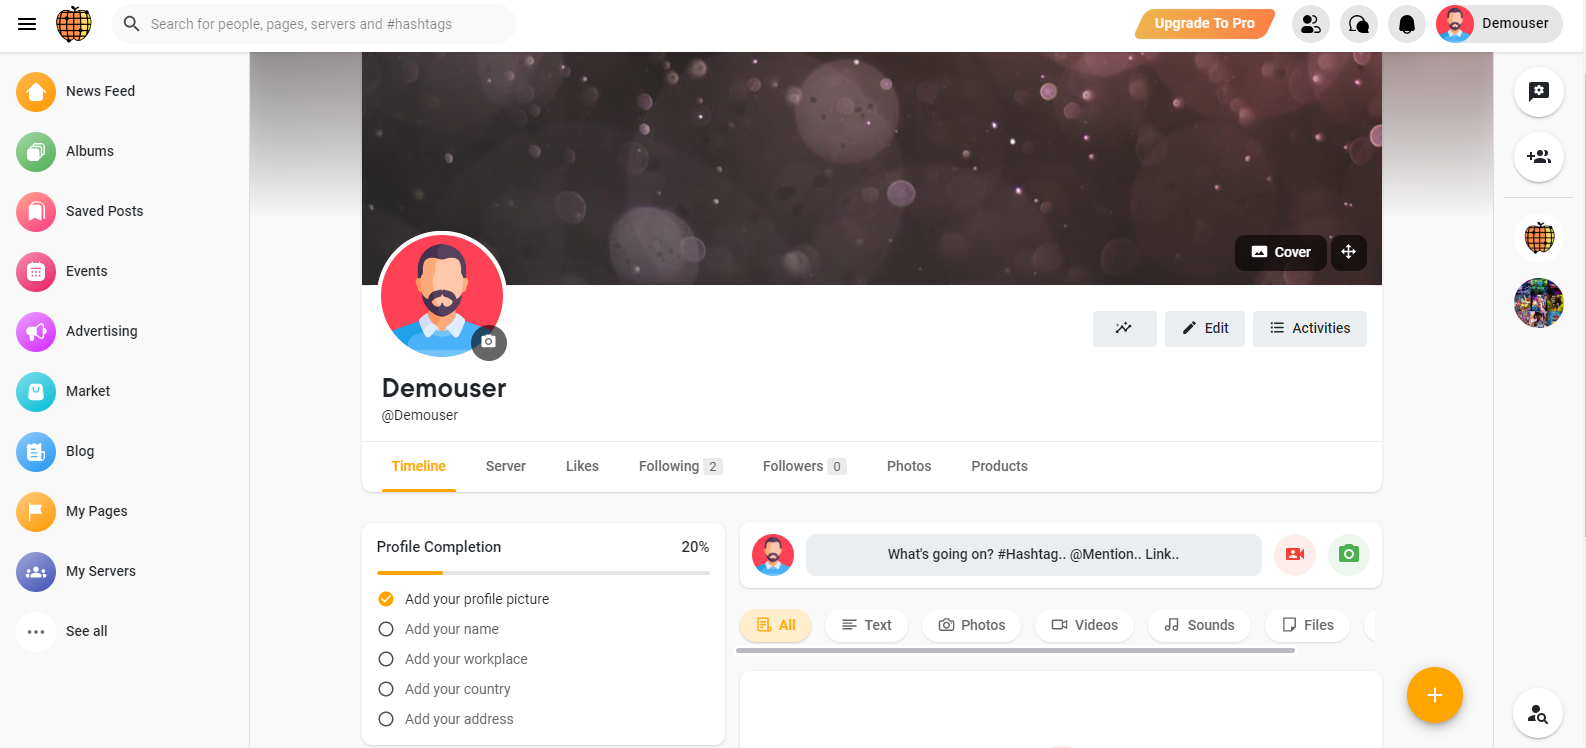 Search for people, pages, servers and #hashtags
Upgrade To Pro
Demouser
News Feed
Albums
Saved Posts
Events
Advertising
Market
Blog
My Pages
My Servers
See all
Cover
Edit
Activities
Demouser
@Demouser
Timeline Server Likes Following 2 Followers 0 Photos Products
Profile Completion 20%
Add your profile picture
Add your name
Add your workplace
Add your country
Add your address
What's going on? #Hashtag.. @Mention.. Link..
All Text Photos Videos Sounds Files